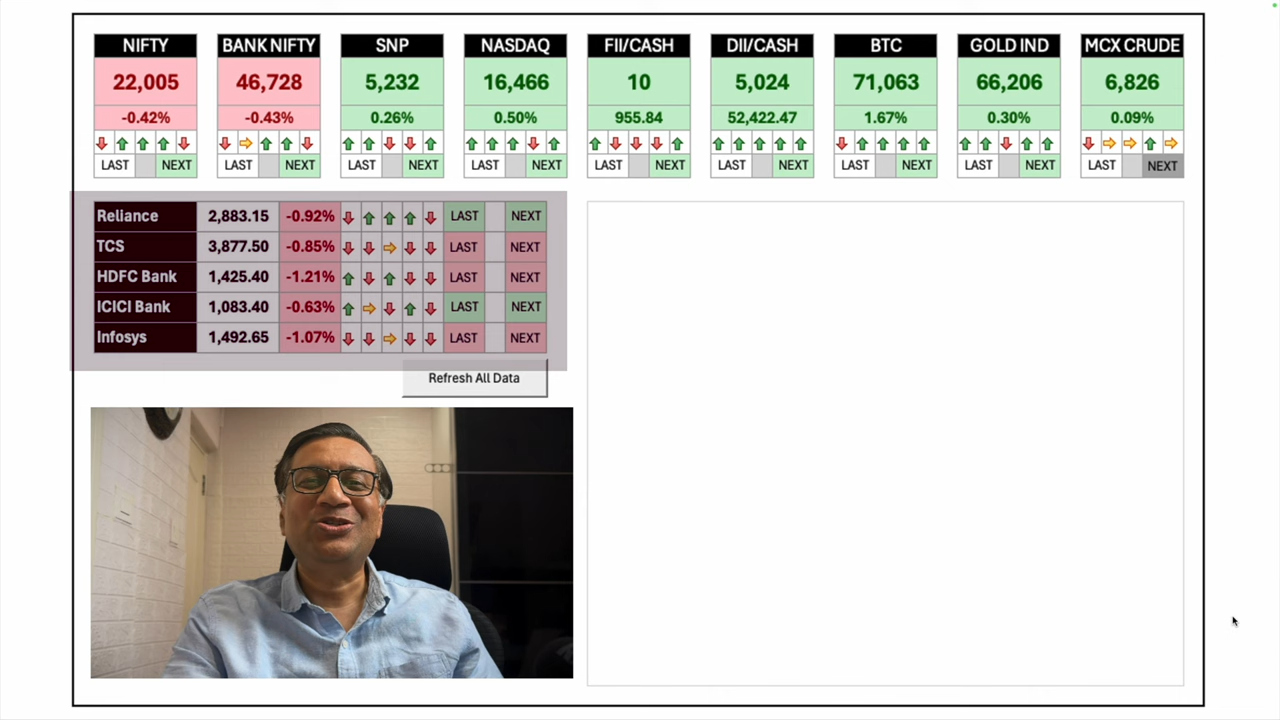 NIFTY BANK NIFTY SNP NASDAQ FII/CASH DII/CASH BTC GOLD IND MCX CRUDE
22,005 46,728 5,232 16,466 10 5,024 71,063 66,206 6,826
-0.42% -0.43% 0.26% 0.50% 955.84 52,422.47 1.67% 0.30% 0.09%
LAST NEXT LAST NEXT LAST NEXT LAST NEXT LAST NEXT LAST NEXT LAST NEXT LAST NEXT LAST NEXT
Reliance 2,883.15 -0.92% LAST NEXT
TCS 3,877.50 -0.85% LAST NEXT
HDFC Bank 1,425.40 -1.21% LAST NEXT
ICICI Bank 1,083.40 -0.63% LAST NEXT
Infosys 1,492.65 -1.07% LAST NEXT
Refresh All Data